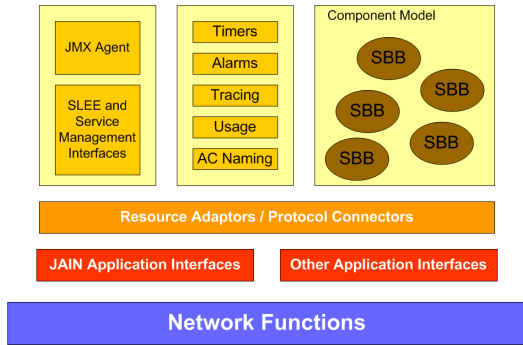 JMX Agent
SLEE and
Service
Management
Interfaces
Timers
Alarms
Tracing
Usage
AC Naming
Component Model
SBB
SBB
SBB
SBB
SBB
Resource Adaptors / Protocol Connectors
JAIN Application Interfaces
Other Application Interfaces
Network Functions